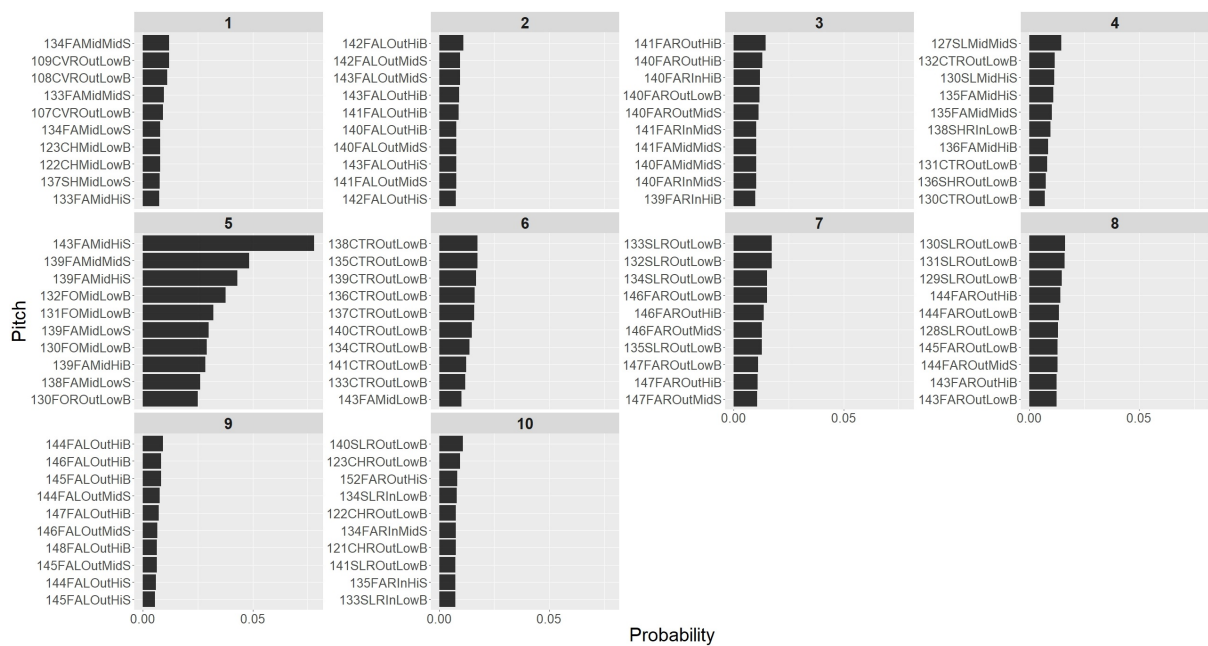 1
134FAMidMidS
109CVROutLowB
108CVROutLowB
133FAMidMidS
107CVROutLowB
134FAMidLowS
123CHMidLowB
122CHMidLowB
137SHMidLowS
133FAMidHiS
2
142FALOutHiB
142FALOutMidS
143FALOutMidS
143FALOutHiB
141FALOutHiB
140FALOutHiB
140FALOutMidS
143FALOutHiS
141FALOutMidS
142FALOutHiS
3
141FAROutHiB
140FAROutHiB
140FARInHiB
140FAROutLowB
140FAROutMidS
141FARInMidS
141FAMidMidS
140FAMidMidS
140FARInMidS
139FARInHiB
4
127SLMidMidS
132CTROutLowB
130SLMidHiS
135FAMidHiS
135FAMidMidS
138SHRInLowB
136FAMidHiB
131CTROutLowB
136SHROutLowB
130CTROutLowB
5
143FAMidHiS
139FAMidMidS
139FAMidHiS
132FOMidLowB
131FOMidLowB
139FAMidLowS
130FOMidLowB
139FAMidHiB
138FAMidLowS
130FOROutLowB
6
138CTROutLowB
135CTROutLowB
139CTROutLowB
136CTROutLowB
137CTROutLowB
140CTROutLowB
134CTROutLowB
141CTROutLowB
133CTROutLowB
143FAMidLowB
7
133SLROutLowB
132SLROutLowB
134SLROutLowB
146FAROutLowB
146FAROutHiB
146FAROutMidS
135SLROutLowB
147FAROutLowB
147FAROutHiB
147FAROutMidS
0.00 0.05
8
130SLROutLowB
131SLROutLowB
129SLROutLowB
144FAROutHiB
144FAROutLowB
128SLROutLowB
145FAROutLowB
144FAROutMidS
143FAROutHiB
143FAROutLowB
0.00 0.05
9
144FALOutHiB
146FALOutHiB
145FALOutHiB
144FALOutMidS
147FALOutHiB
146FALOutMidS
148FALOutHiB
145FALOutMidS
144FALOutHiS
145FALOutHiS
0.00 0.05
10
140SLROutLowB
123CHROutLowB
152FAROutHiS
134SLRInLowB
122CHROutLowB
134FARInMidS
121CHROutLowB
141SLROutLowB
135FARInHiS
133SLRInLowB
0.00 0.05
Pitch
Probability